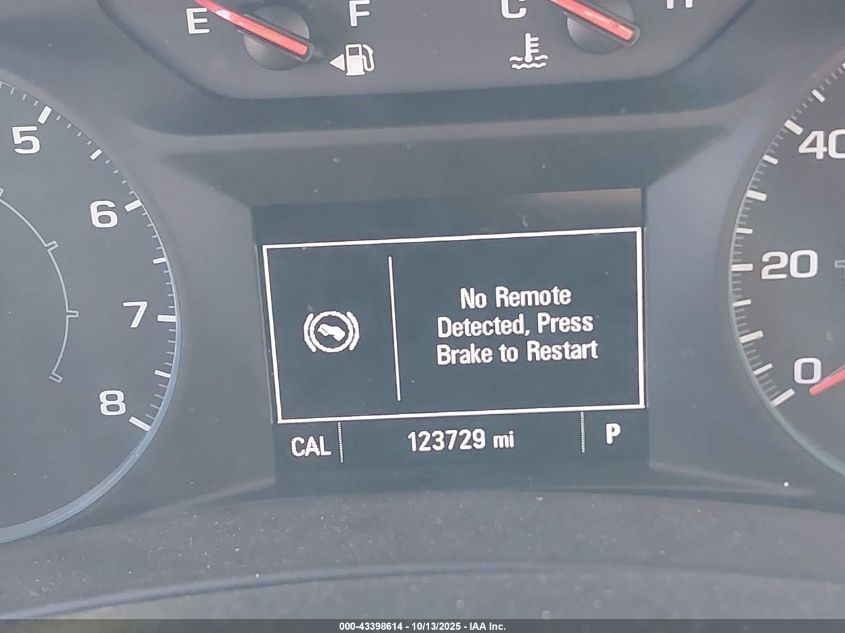 E F C H
5
6
7
8
40
20
0
No Remote
Detected, Press
Brake to Restart
CAL 123729 mi P
000-43398614 - 10/13/2025 - IAA Inc.